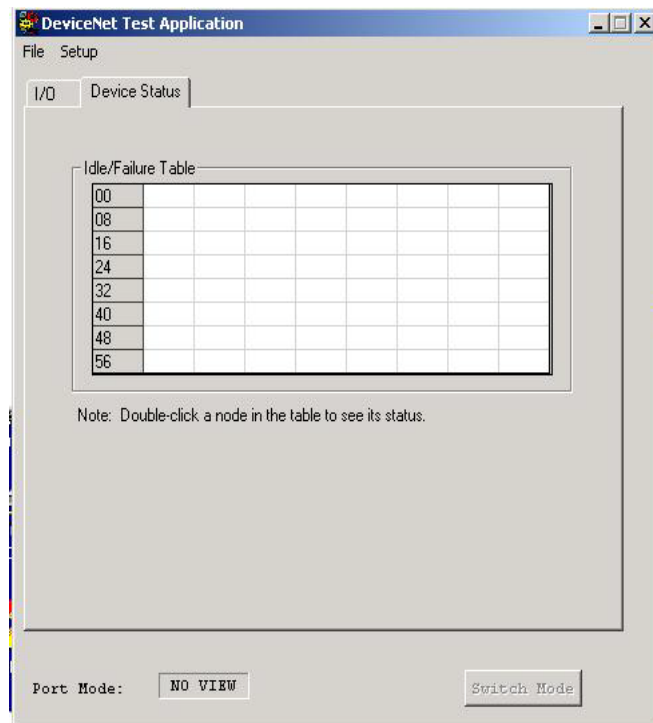 DeviceNet Test Application
File Setup
I/O Device Status
Idle/Failure Table
00
08
16
24
32
40
48
56
Note: Double-click a node in the table to see its status.
Port Mode: NO VIEW Switch Mode